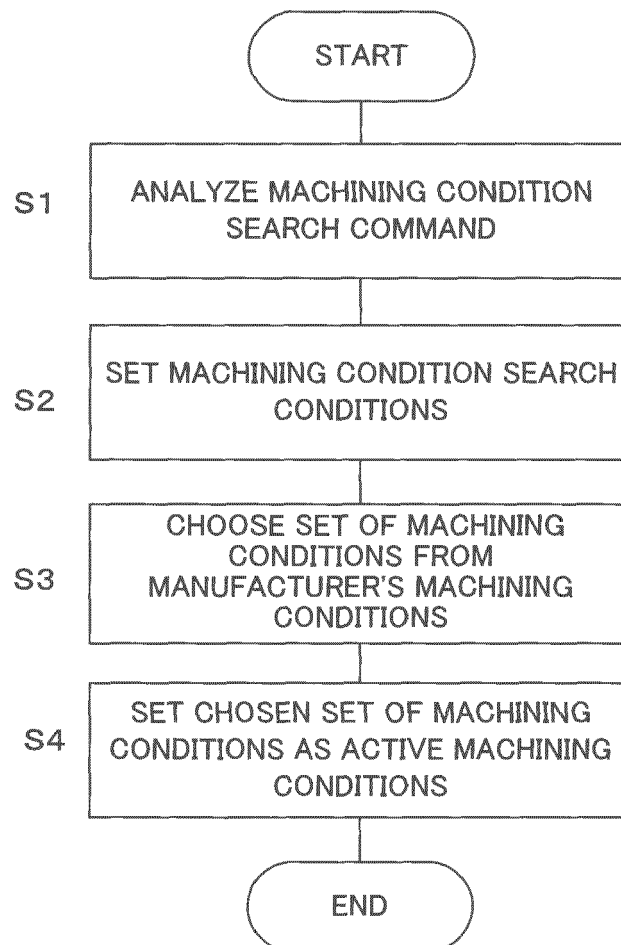 START
S1
ANALYZE MACHINING CONDITION
SEARCH COMMAND
S2
SET MACHINING CONDITION SEARCH
CONDITIONS
S3
CHOOSE SET OF MACHINING
CONDITIONS FROM
MANUFACTURER'S MACHINING
CONDITIONS
S4
SET CHOSEN SET OF MACHINING
CONDITIONS AS ACTIVE MACHINING
CONDITIONS
END